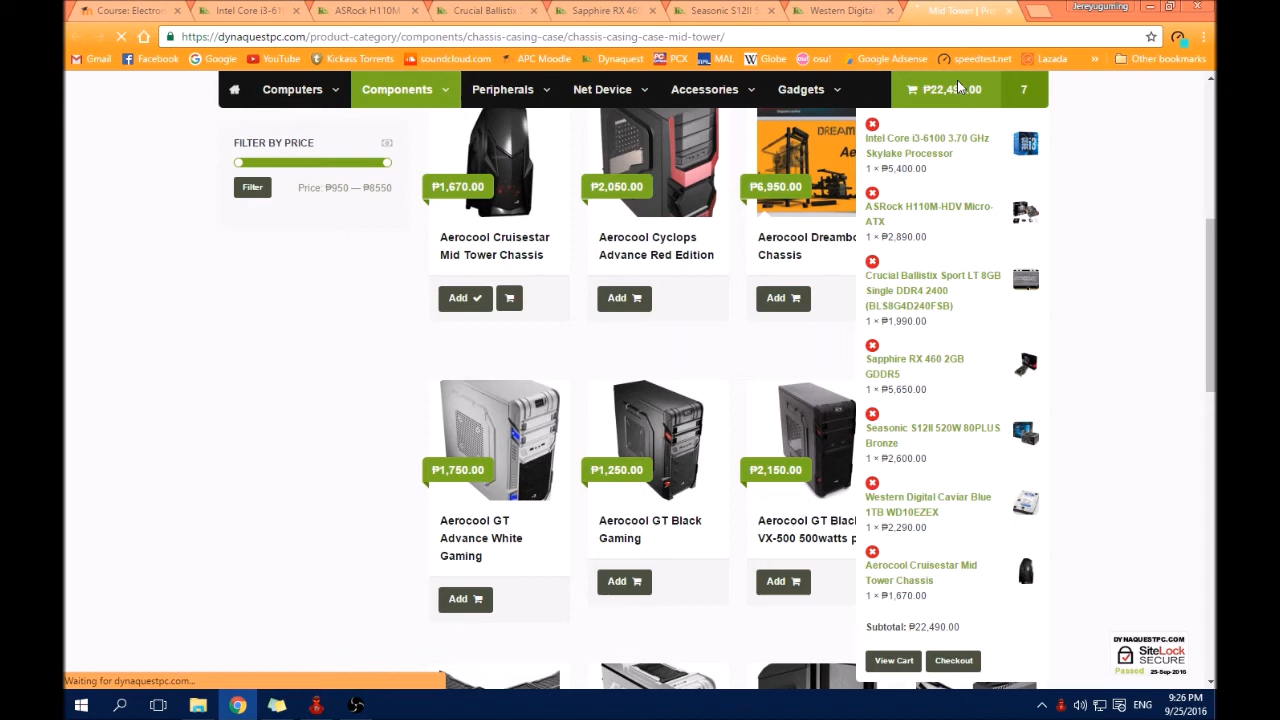 Course: Electron
Intel Core i3-61
ASRock H110M
Crucial Ballistix
Sapphire RX 460
Seasonic S12II 5
Western Digital
Mid Tower | Pro
Jereyuguming
https://dynaquestpc.com/product-category/components/chassis-casing-case/chassis-casing-case-mid-tower/
Gmail
Facebook
Google
YouTube
Kickass Torrents
soundcloud.com
APC Moodle
Dynaquest
PCX
MAL
Globe
osu!
Google Adsense
speedtest.net
Lazada
»
Other bookmarks
Computers
Components
Peripherals
Net Device
Accessories
Gadgets
₱22,490.00
7
FILTER BY PRICE
Filter
Price: ₱950 — ₱8550
₱1,670.00
Aerocool Cruisestar
Mid Tower Chassis
Add
₱2,050.00
Aerocool Cyclops
Advance Red Edition
Add
DREAM
Ae
₱6,950.00
Aerocool Dreambo
Chassis
Add
₱1,750.00
Aerocool GT
Advance White
Gaming
Add
₱1,250.00
Aerocool GT Black
Gaming
Add
₱2,150.00
Aerocool GT Blac
VX-500 500watts p
Add
Intel Core i3-6100 3.70 GHz
Skylake Processor
1 × ₱5,400.00
ASRock H110M-HDV Micro-
ATX
1 × ₱2,890.00
Crucial Ballistix Sport LT 8GB
Single DDR4 2400
(BLS8G4D240FSB)
1 × ₱1,990.00
Sapphire RX 460 2GB
GDDR5
1 × ₱5,650.00
Seasonic S12II 520W 80PLUS
Bronze
1 × ₱2,600.00
Western Digital Caviar Blue
1TB WD10EZEX
1 × ₱2,290.00
Aerocool Cruisestar Mid
Tower Chassis
1 × ₱1,670.00
Subtotal: ₱22,490.00
View Cart
Checkout
DYNAQUESTPC.COM
SiteLock
SECURE
Passed
25-Sep-2016
Waiting for dynaquestpc.com...
ENG
9:26 PM
9/25/2016